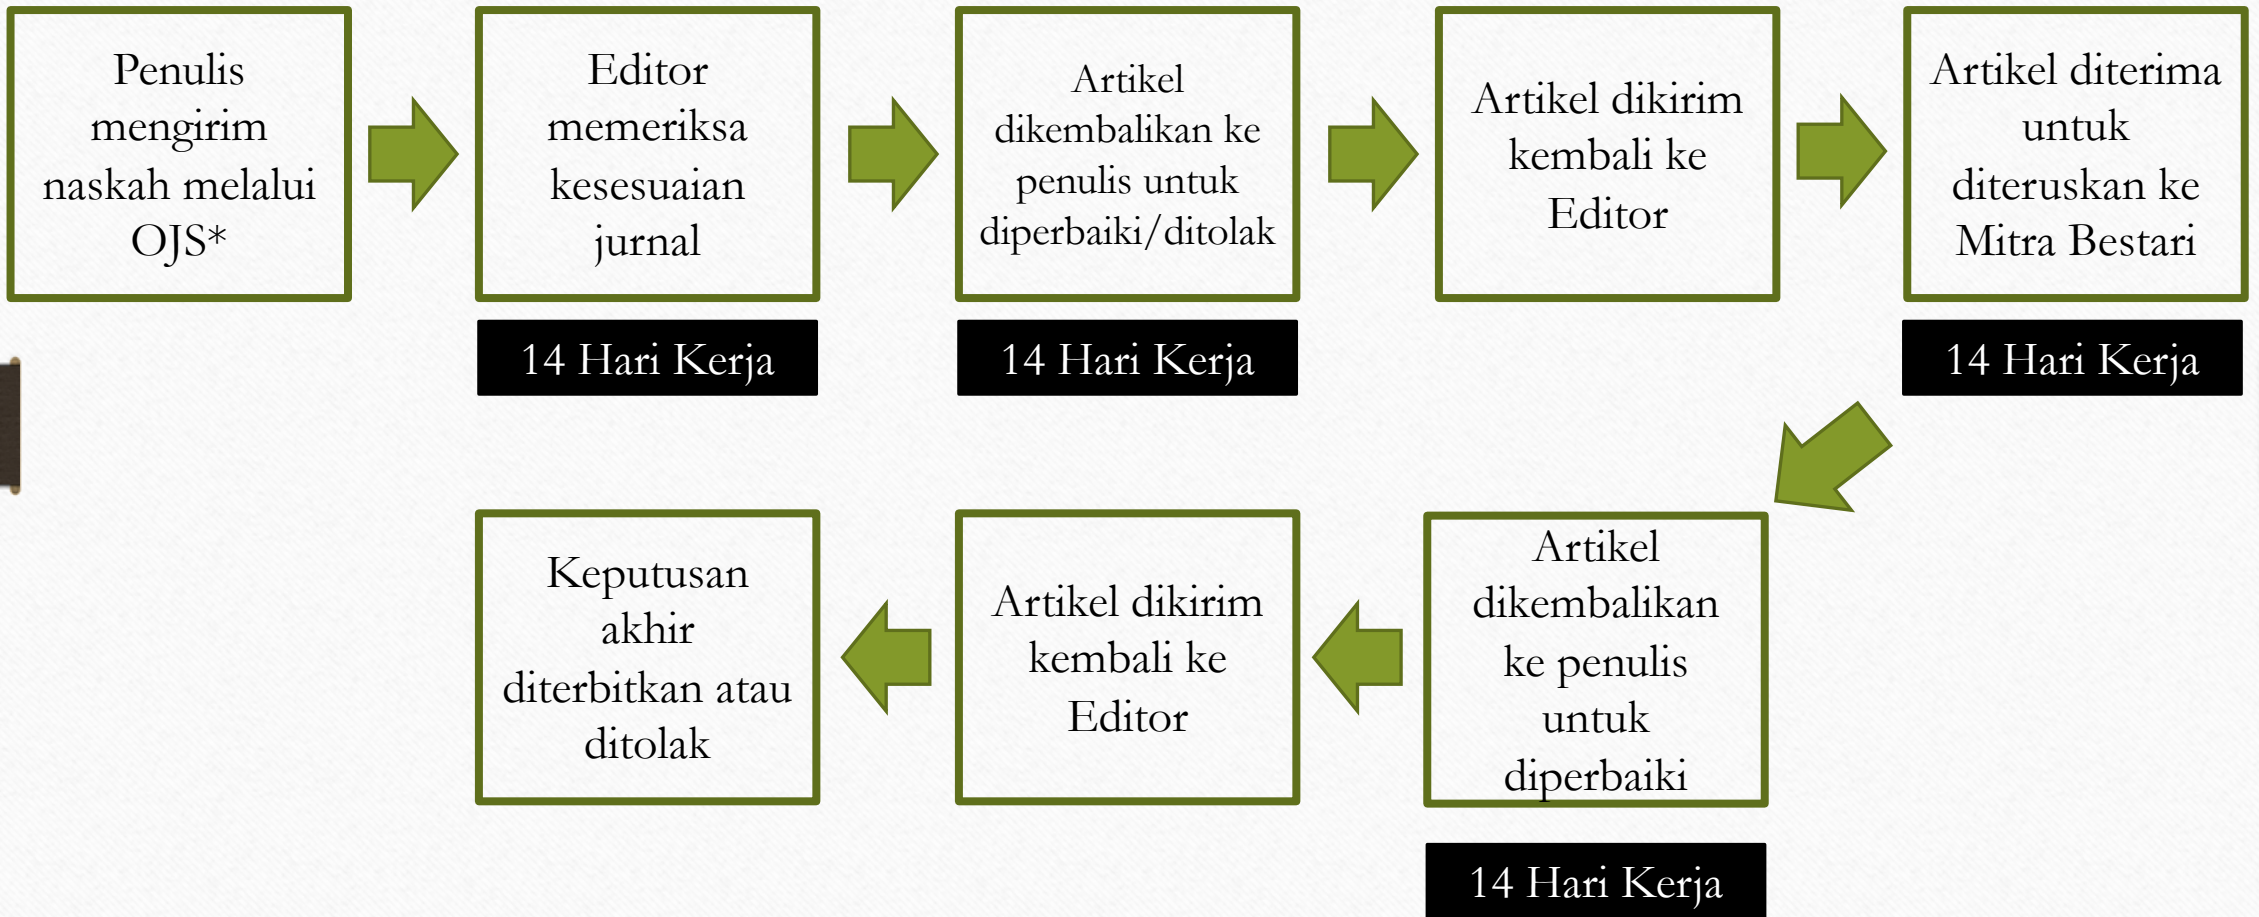 Penulis
mengirim
naskah melalui
OJS*
Editor
memeriksa
kesesuaian
jurnal
14 Hari Kerja
Artikel
dikembalikan ke
penulis untuk
diperbaiki/ditolak
14 Hari Kerja
Artikel dikirim
kembali ke
Editor
Artikel diterima
untuk
diteruskan ke
Mitra Bestari
14 Hari Kerja
Artikel
dikembalikan
ke penulis
untuk
diperbaiki
14 Hari Kerja
Artikel dikirim
kembali ke
Editor
Keputusan
akhir
diterbitkan atau
ditolak